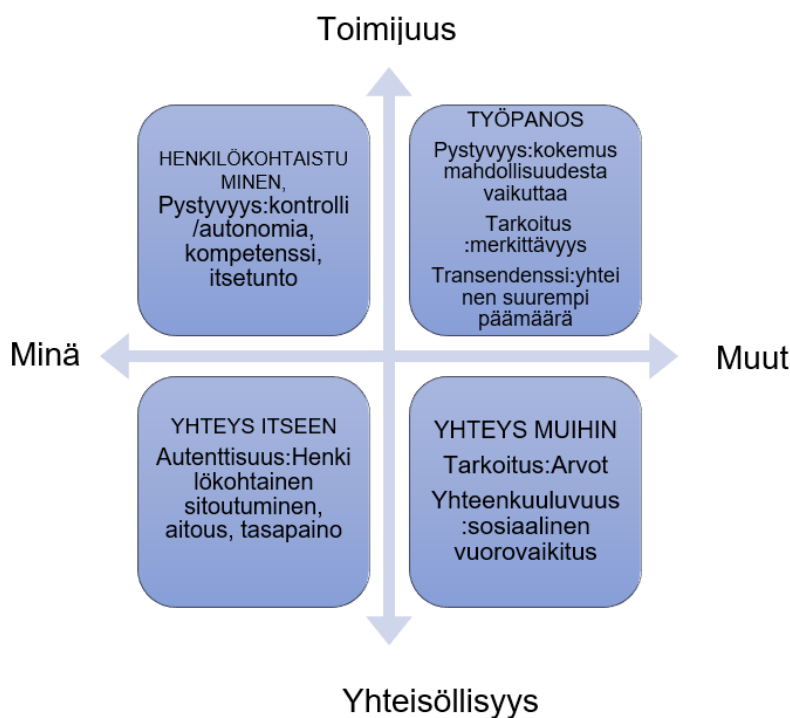 Toimijuus
HENKILÖKOHTAISTU
MINEN,
Pystyvyys:kontrolli
/autonomia,
kompetenssi,
itsetunto
TYÖPANOS
Pystyvyys:kokemus
mahdollisuudesta
vaikuttaa
Tarkoitus
:merkittävyys
Transendenssi:yhtei
nen suurempi
päämäärä
Minä
Muut
YHTEYS ITSEEN
Autenttisuus:Henki
lökohtainen
sitoutuminen,
aitous, tasapaino
YHTEYS MUIHIN
Tarkoitus:Arvot
Yhteenkuuluvuus
:sosiaalinen
vuorovaikitus
Yhteisöllisyys